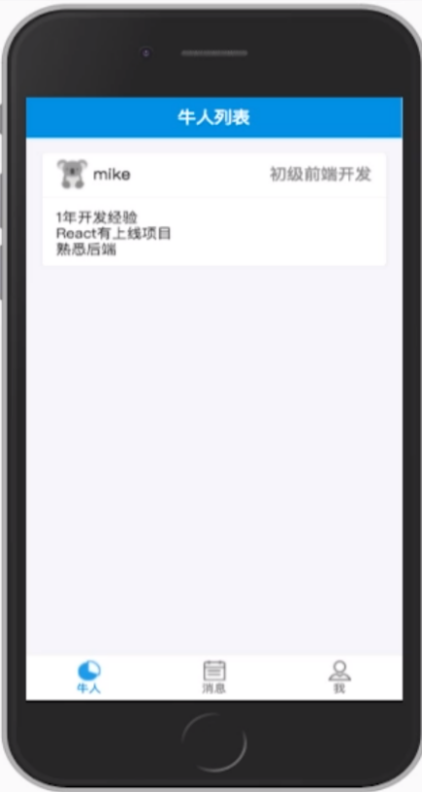 牛人列表
mike 初级前端开发
1年开发经验
React有上线项目
熟悉后端
牛人 消息 我